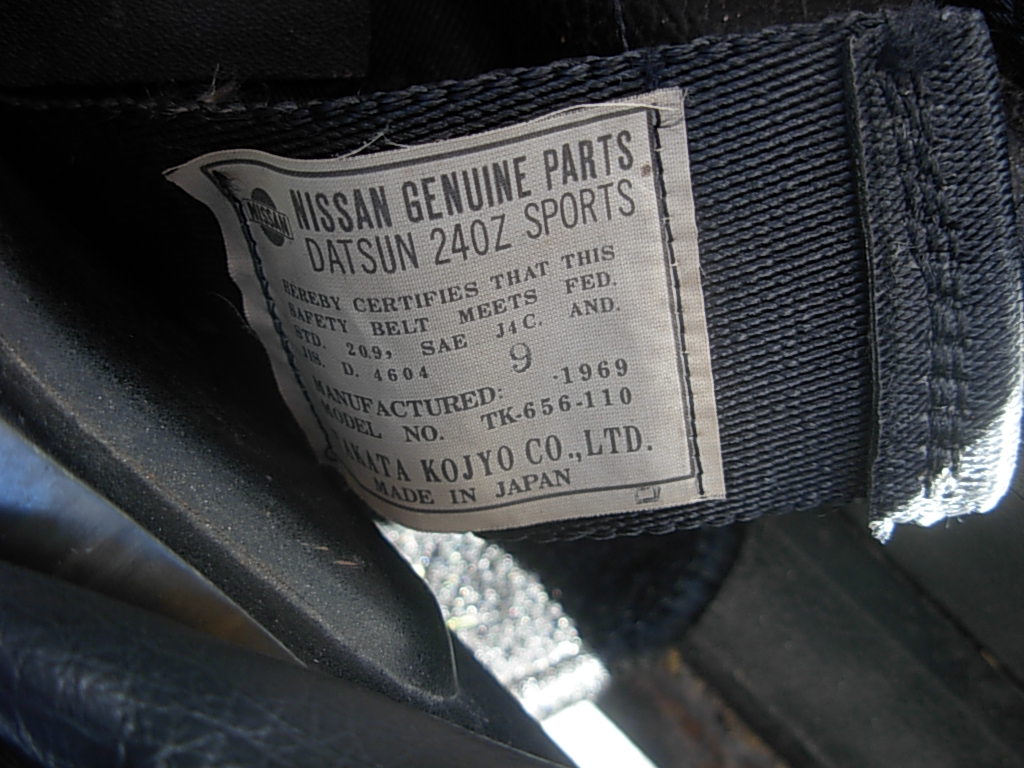 NISSAN
NISSAN GENUINE PARTS
DATSUN 240Z SPORTS
HEREBY CERTIFIES THAT THIS
SAFETY BELT MEETS FED.
STD. 209, SAE J4C. AND.
JIS. D. 4604
MANUFACTURED: 9 .1969
MODEL NO. TK-656-110
TAKATA KOJYO CO.,LTD.
MADE IN JAPAN